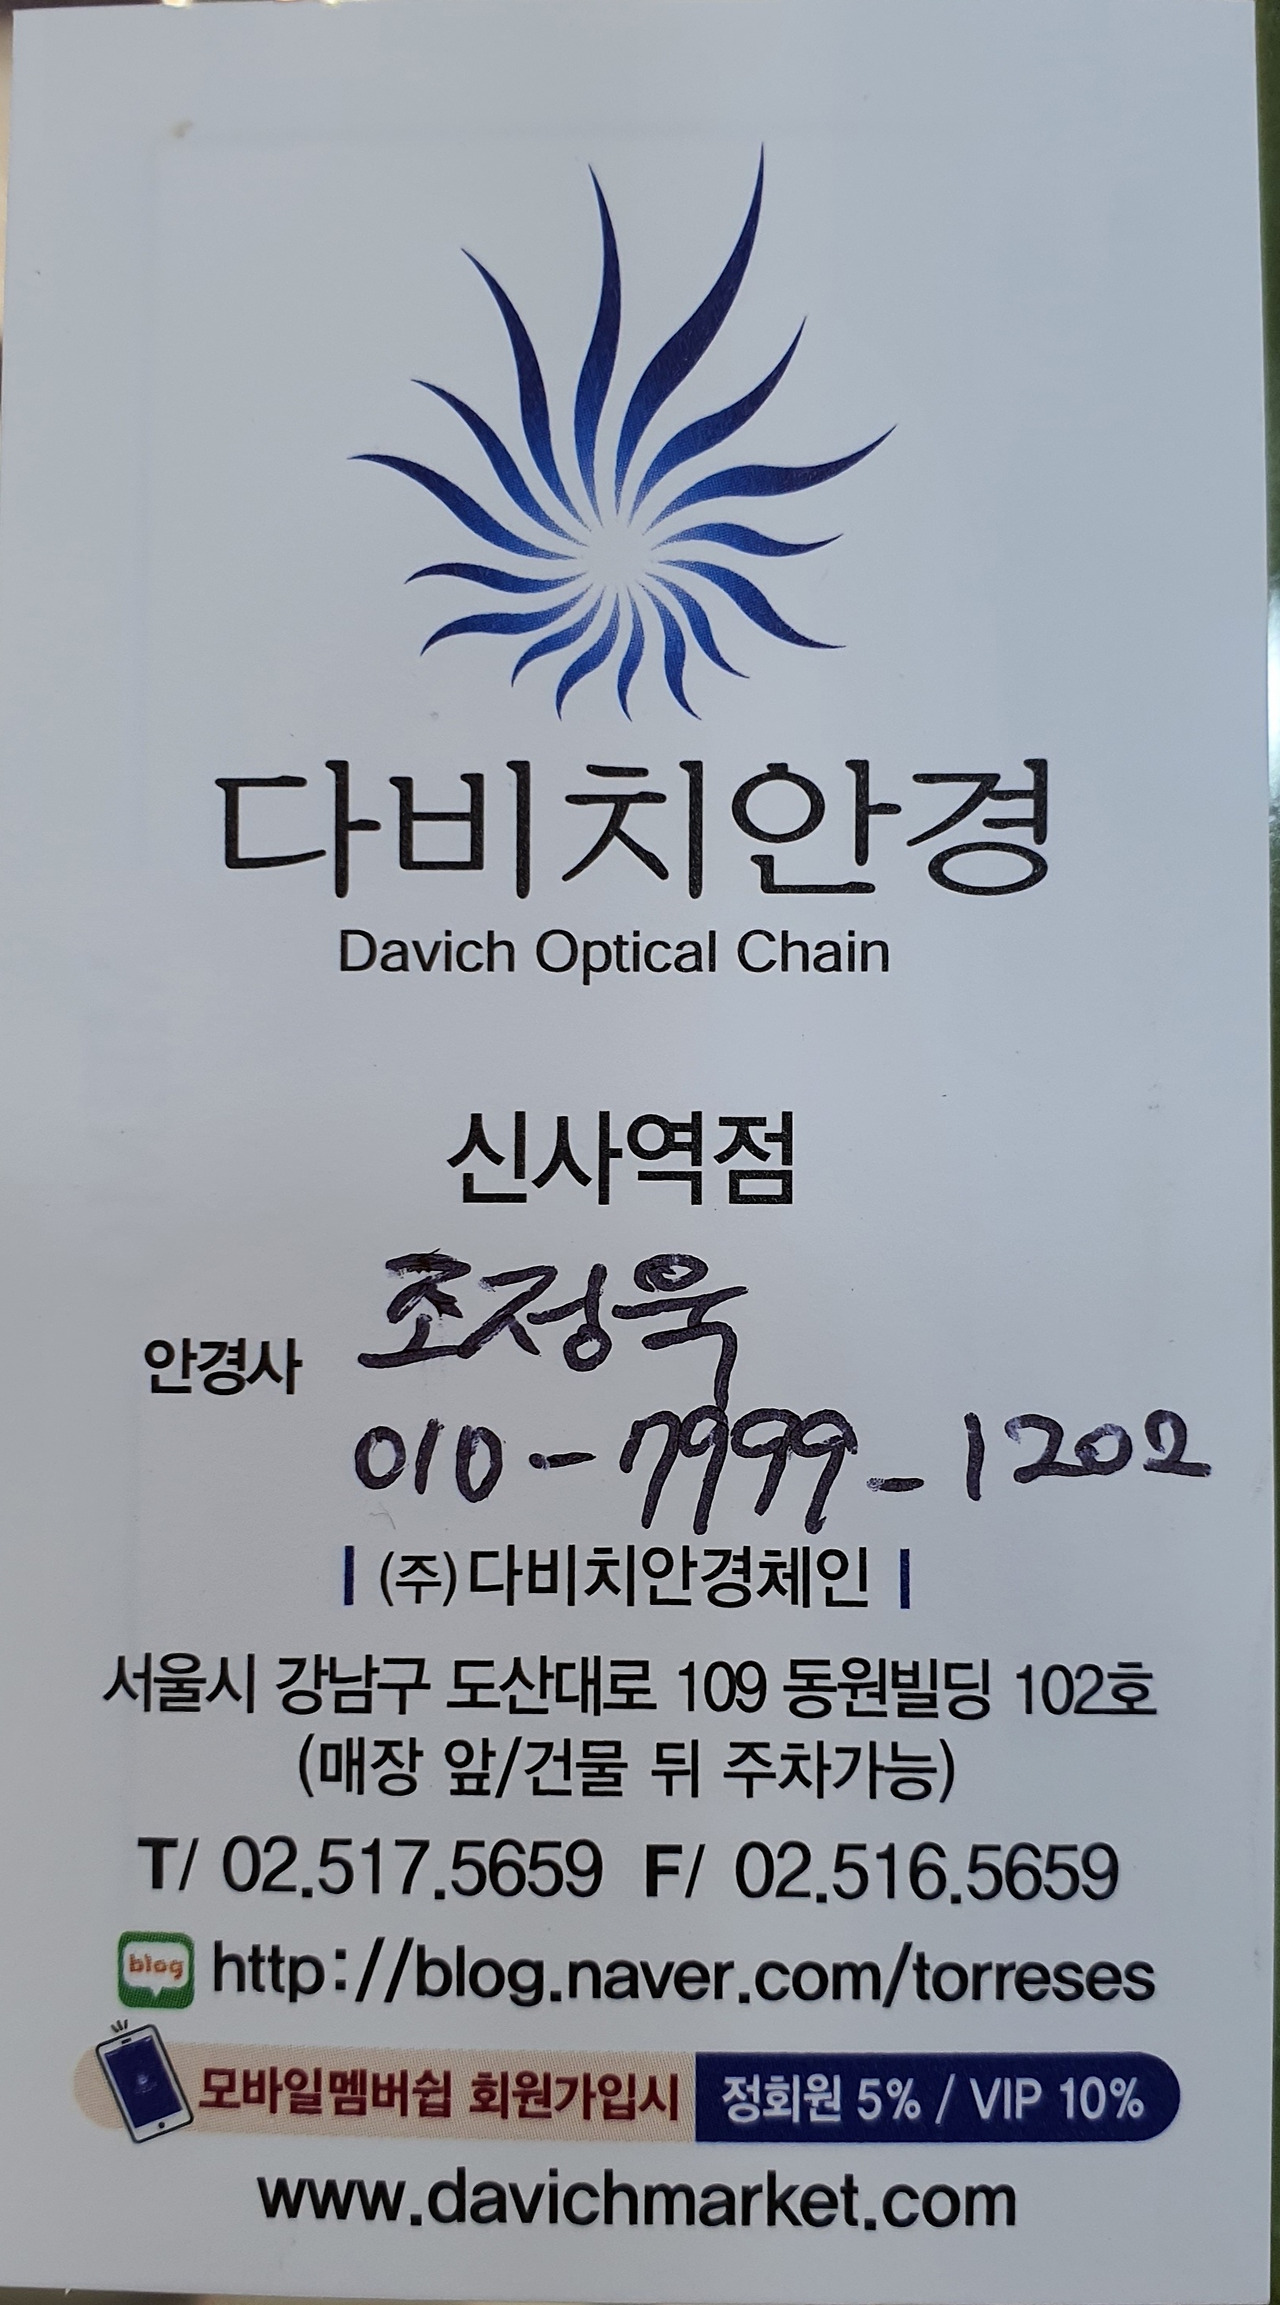 다비치안경
Davich Optical Chain
신사역점
조정욱
안경사
010-7999-1202
(주)다비치안경체인
서울시 강남구 도산대로 109 동원빌딩 102호
(매장 앞/건물 뒤 주차가능)
T/ 02.517.5659 F/ 02.516.5659
blog http://blog.naver.com/torreses
모바일멤버쉽 회원가입시 정회원 5% / VIP 10%
www.davichmarket.com